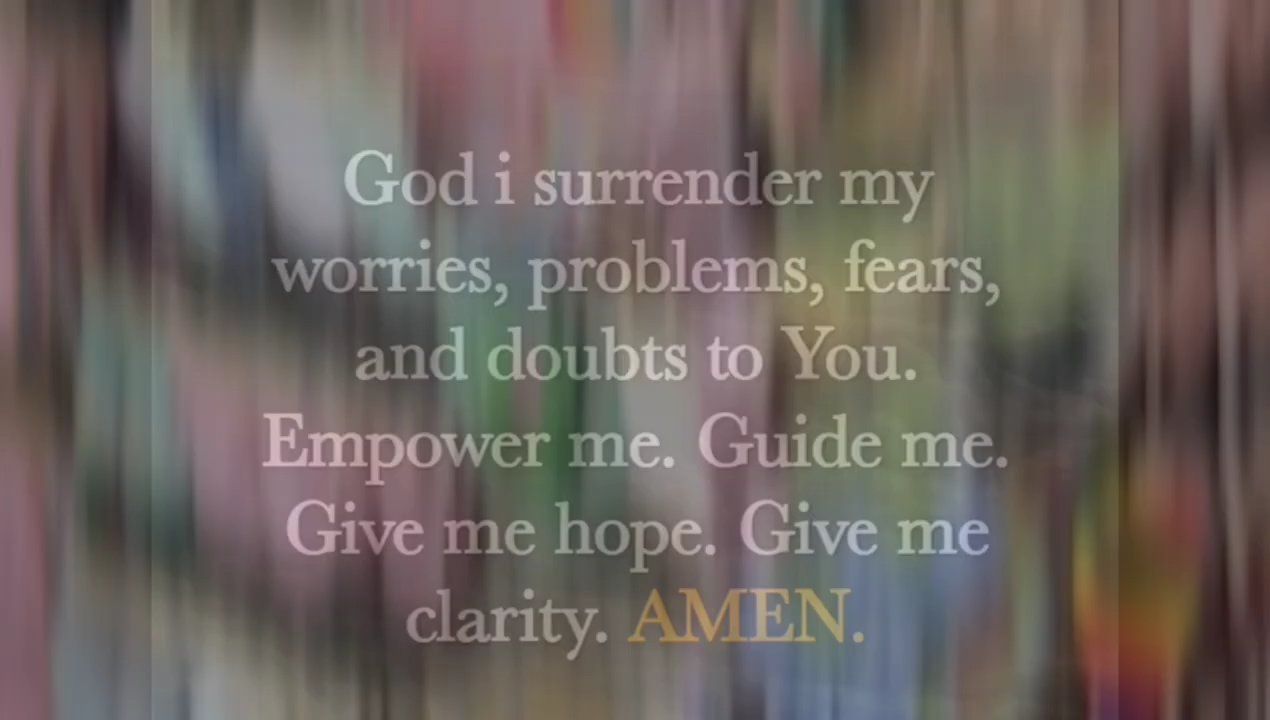 God i surrender my
worries, problems, fears,
and doubts to You.
Empower me. Guide me.
Give me hope. Give me
clarity. AMEN.